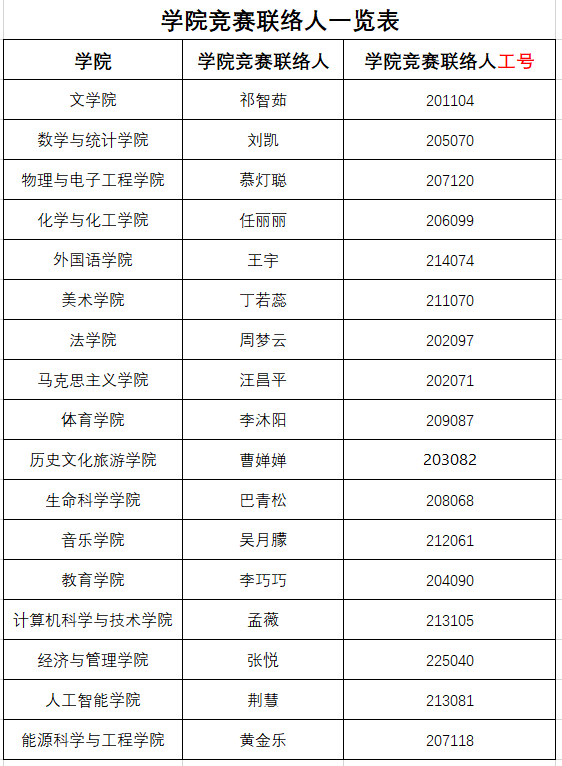 学院竞赛联络人一览表
学院 学院竞赛联络人 学院竞赛联络人工号
文学院 祁智茹 201104
数学与统计学院 刘凯 205070
物理与电子工程学院 慕灯聪 207120
化学与化工学院 任丽丽 206099
外国语学院 王宇 214074
美术学院 丁若蕊 211070
法学院 周梦云 202097
马克思主义学院 汪昌平 202071
体育学院 李沐阳 209087
历史文化旅游学院 曹婵婵 203082
生命科学学院 巴青松 208068
音乐学院 吴月朦 212061
教育学院 李巧巧 204090
计算机科学与技术学院 孟薇 213105
经济与管理学院 张悦 225040
人工智能学院 荆慧 213081
能源科学与工程学院 黄金乐 207118